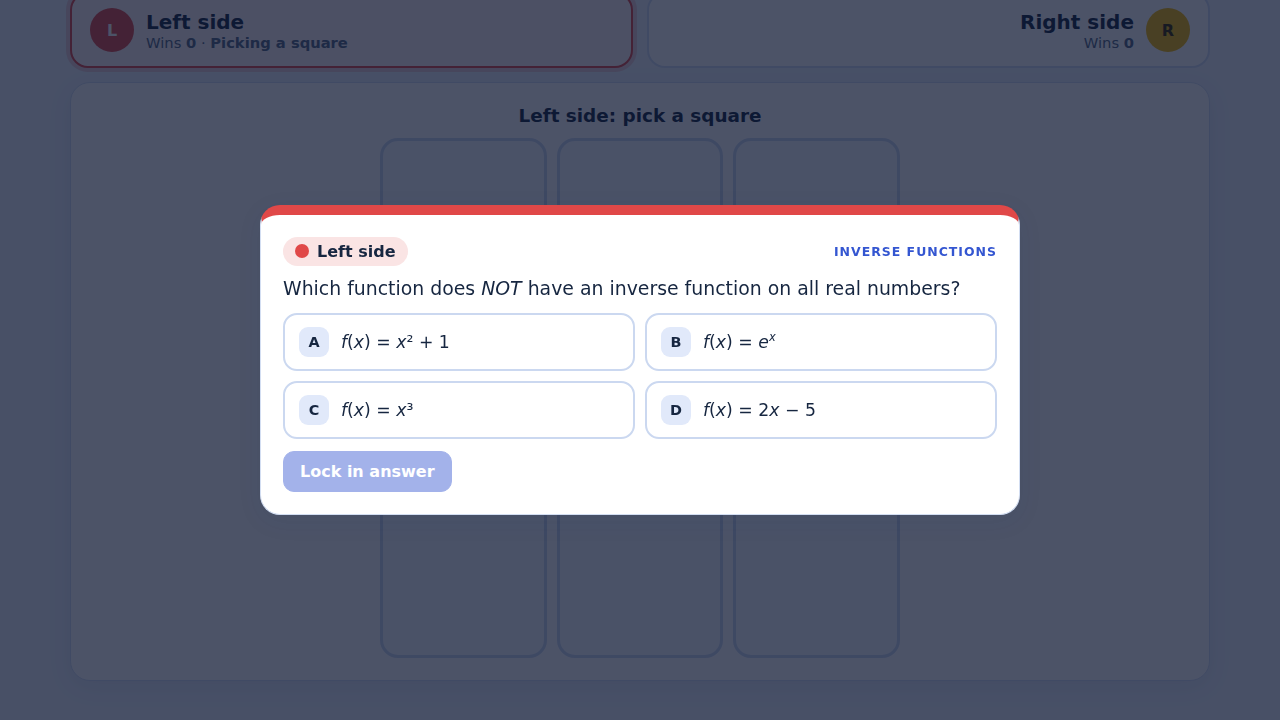 L
Left side
Wins 0 · Picking a square
Right side
Wins 0
R
Left side: pick a square
Left side
INVERSE FUNCTIONS
Which function does NOT have an inverse function on all real numbers?
A f(x) = x² + 1
B f(x) = eˣ
C f(x) = x³
D f(x) = 2x − 5
Lock in answer